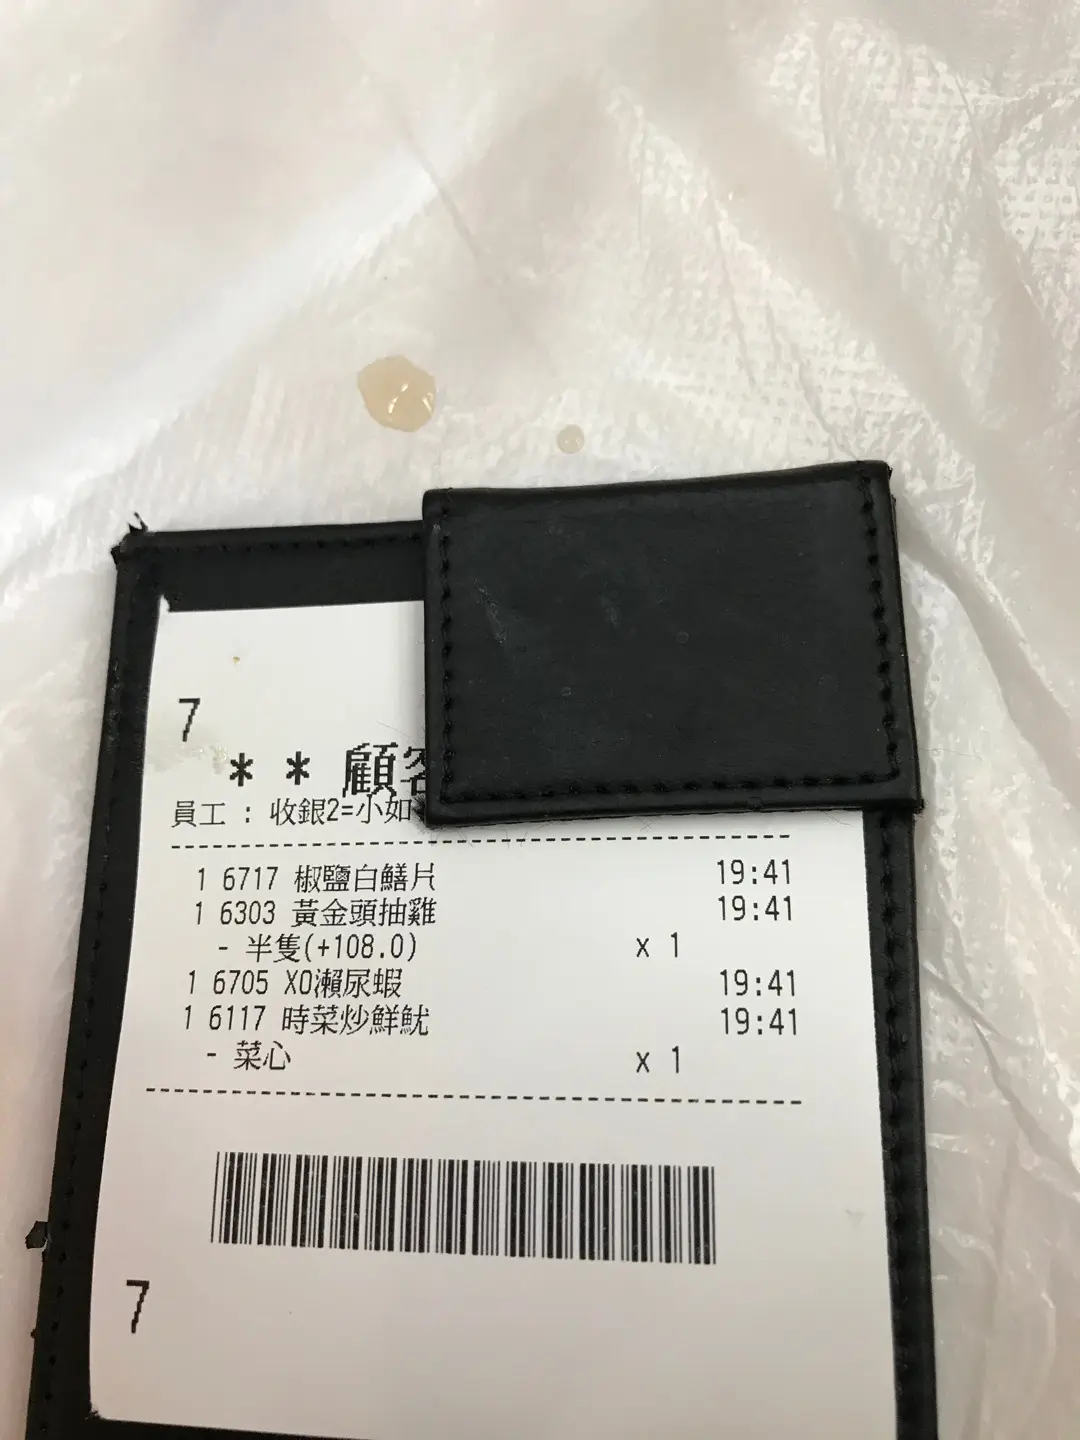 7
* * 顧客
員工 : 收銀2=小如
1 6717 椒鹽白鱔片 19:41
1 6303 黃金頭抽雞 19:41
- 半隻(+108.0) x 1
1 6705 XO瀨尿蝦 19:41
1 6117 時菜炒鮮魷 19:41
- 菜心 x 1
7